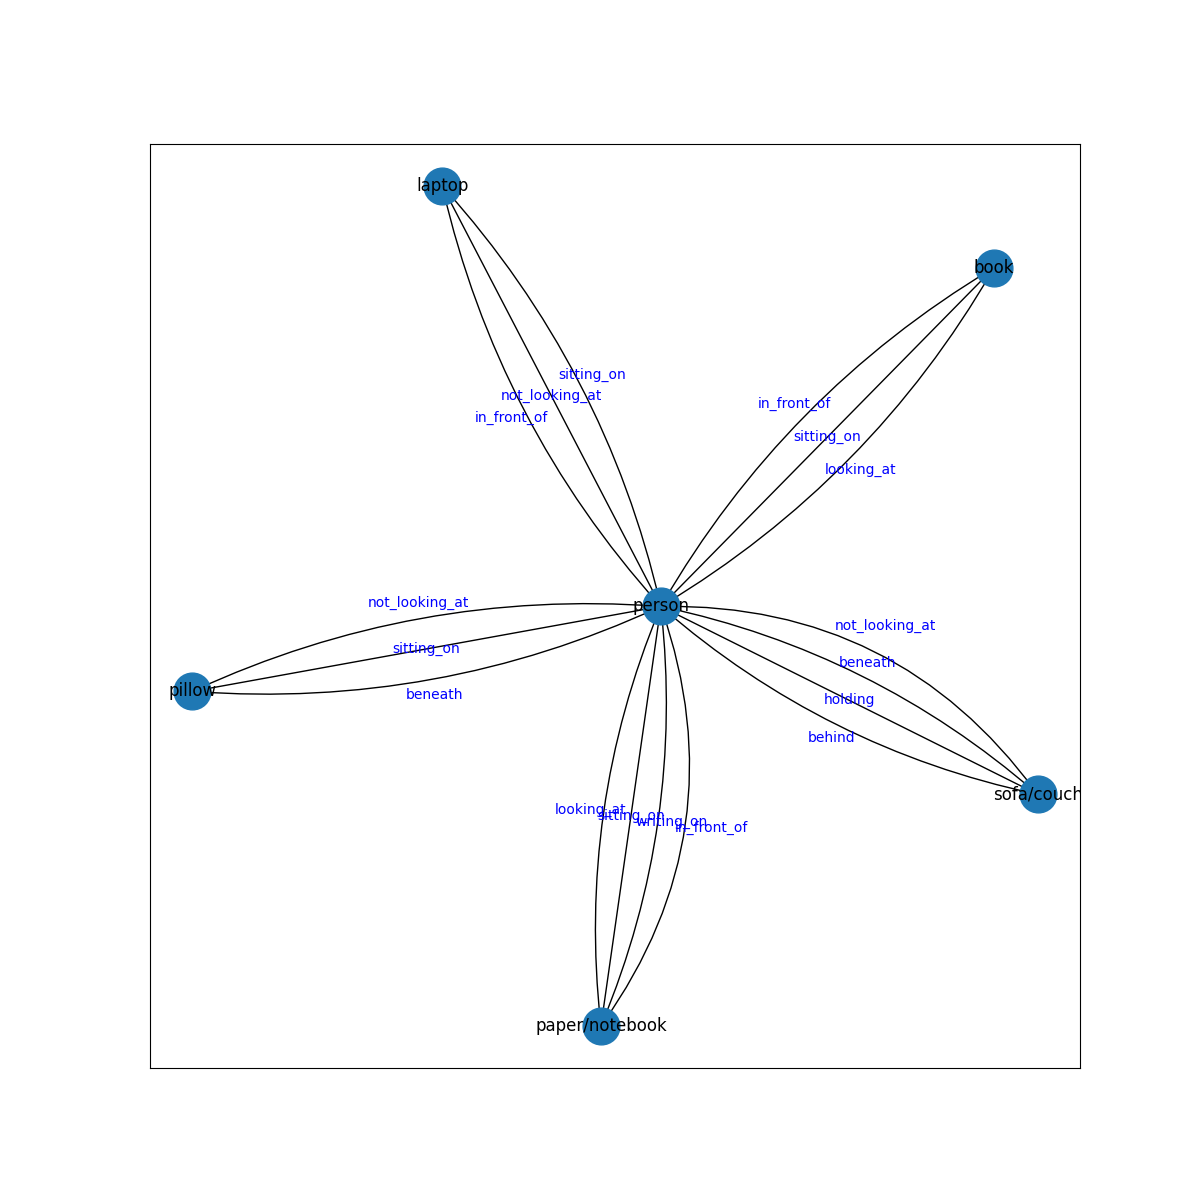 laptop
book
sitting_on
not_looking_at
in_front_of
in_front_of
sitting_on
looking_at
not_looking_at
sitting_on
beneath
person
not_looking_at
beneath
holding
behind
pillow
sofa/couch
looking_at
sitting_on
writing_on
in_front_of
paper/notebook